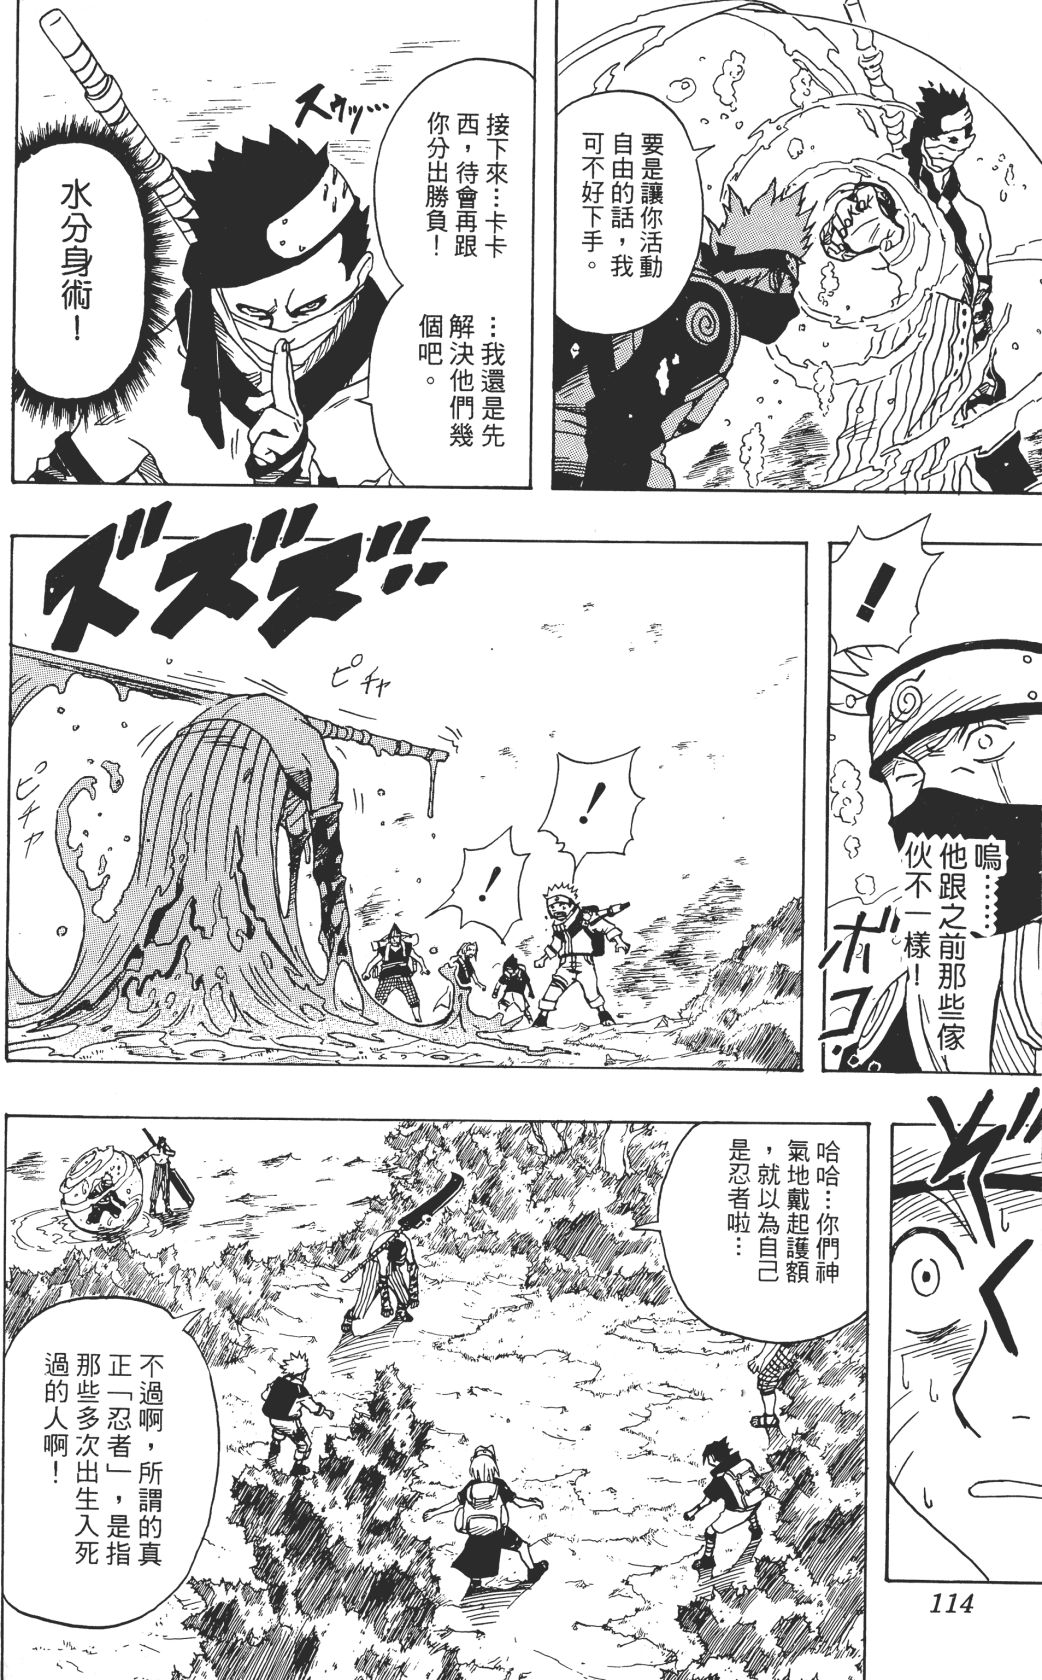 要是讓你活動
自由的話，我
可不好下手。
スゥッ…
接下來…卡卡
西，待會再跟
你分出勝負！
…我還是先
解決他們幾
個吧。
水分身術！
！
嗚……
他跟之前那些傢
伙不一樣！
ボコ
ズズズ‥
ピチャ
ピチャ
！
！
哈哈…你們神
氣地戴起護額
，就以為自己
是忍者啦…
不過啊，所謂的真
正「忍者」，是指
那些多次出生入死
過的人啊！
114